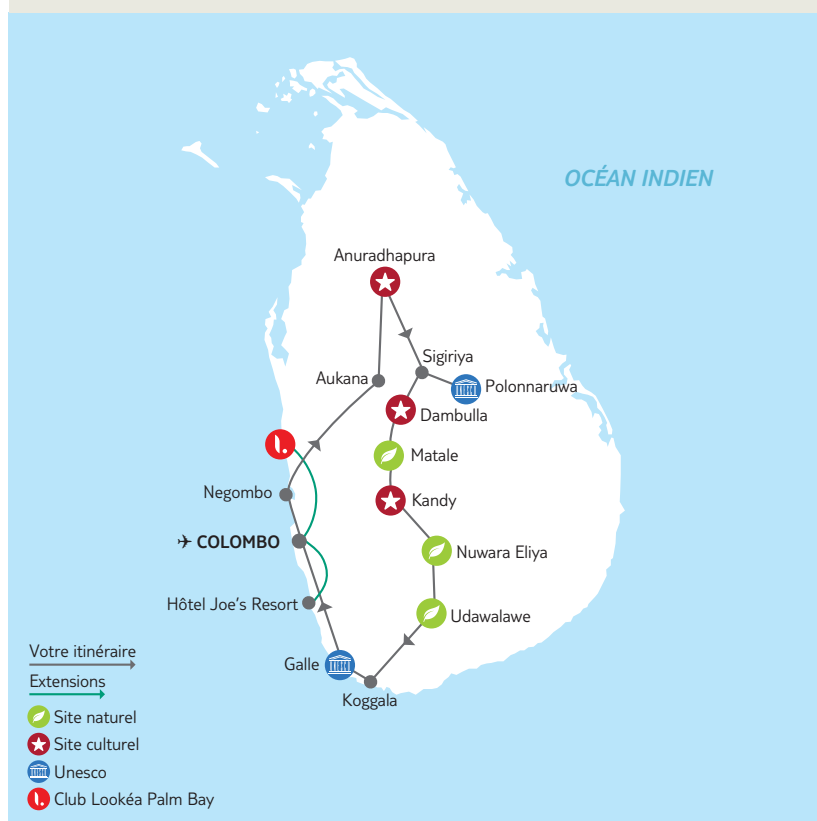 OCÉAN INDIEN
Anuradhapura
Sigiriya
Aukana
Polonnaruwa
Dambulla
Matale
Negombo
Kandy
COLOMBO
Nuwara Eliya
Hôtel Joe's Resort
Udawalawe
Galle
Koggala
Votre itinéraire
Extensions
Site naturel
Site culturel
Unesco
Club Lookéa Palm Bay